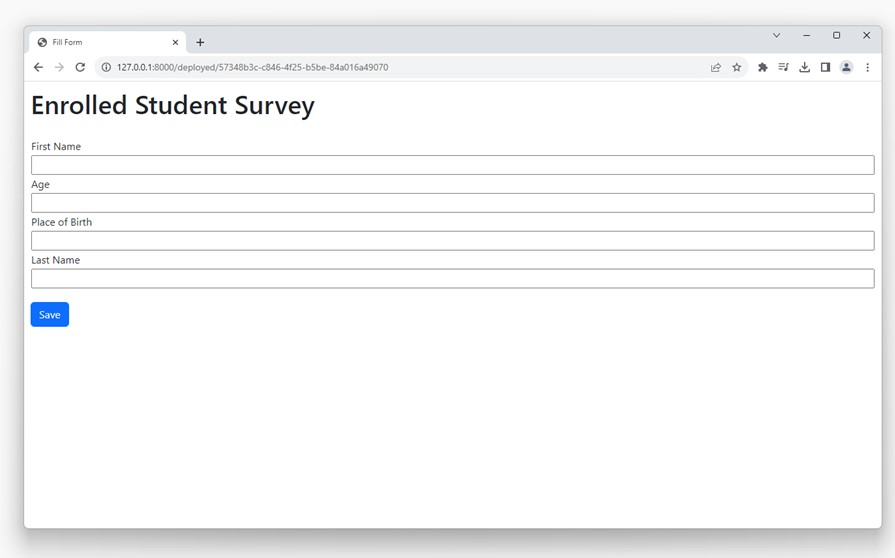 Fill Form
127.0.0.1:8000/deployed/57348b3c-c846-4f25-b5be-84a016a49070
Enrolled Student Survey
First Name
Age
Place of Birth
Last Name
Save